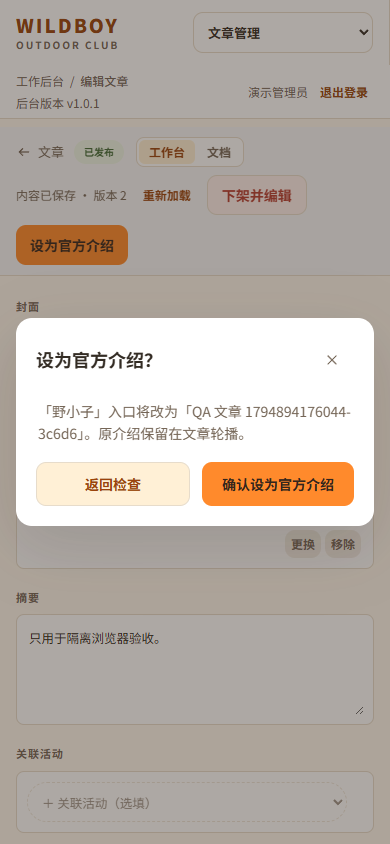 WILDBOY
OUTDOOR CLUB
文章管理
工作后台 / 编辑文章
后台版本 v1.0.1
演示管理员 退出登录
← 文章 已发布 工作台 文档
内容已保存 · 版本 2 重新加载 下架并编辑
设为官方介绍
封面
设为官方介绍?
×
「野小子」入口将改为「QA 文章 1794894176044-
3c6d6」。原介绍保留在文章轮播。
返回检查 确认设为官方介绍
更换 移除
摘要
只用于隔离浏览器验收。
关联活动
＋ 关联活动（选填）